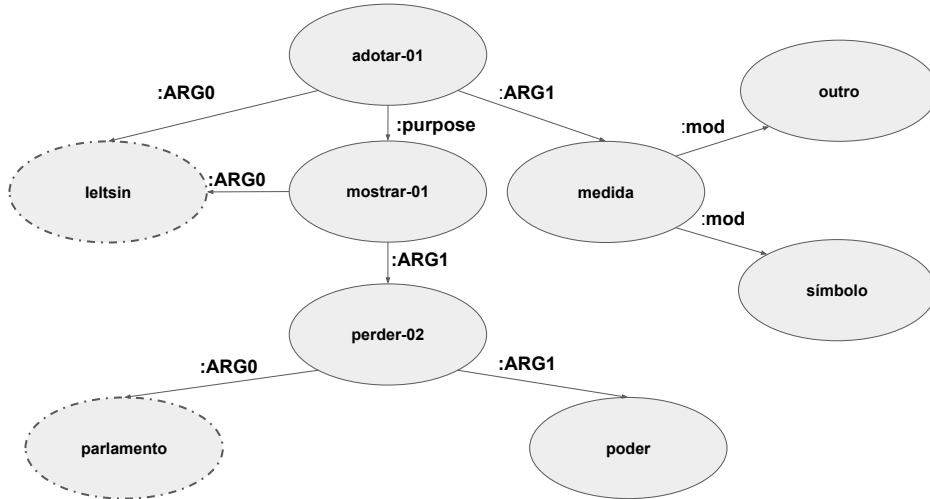 adotar-01
:ARG0
:ARG1
:purpose
outro
:mod
Ieltsin
:ARG0
mostrar-01
medida
:mod
:ARG1
símbolo
perder-02
:ARG0
:ARG1
parlamento
poder